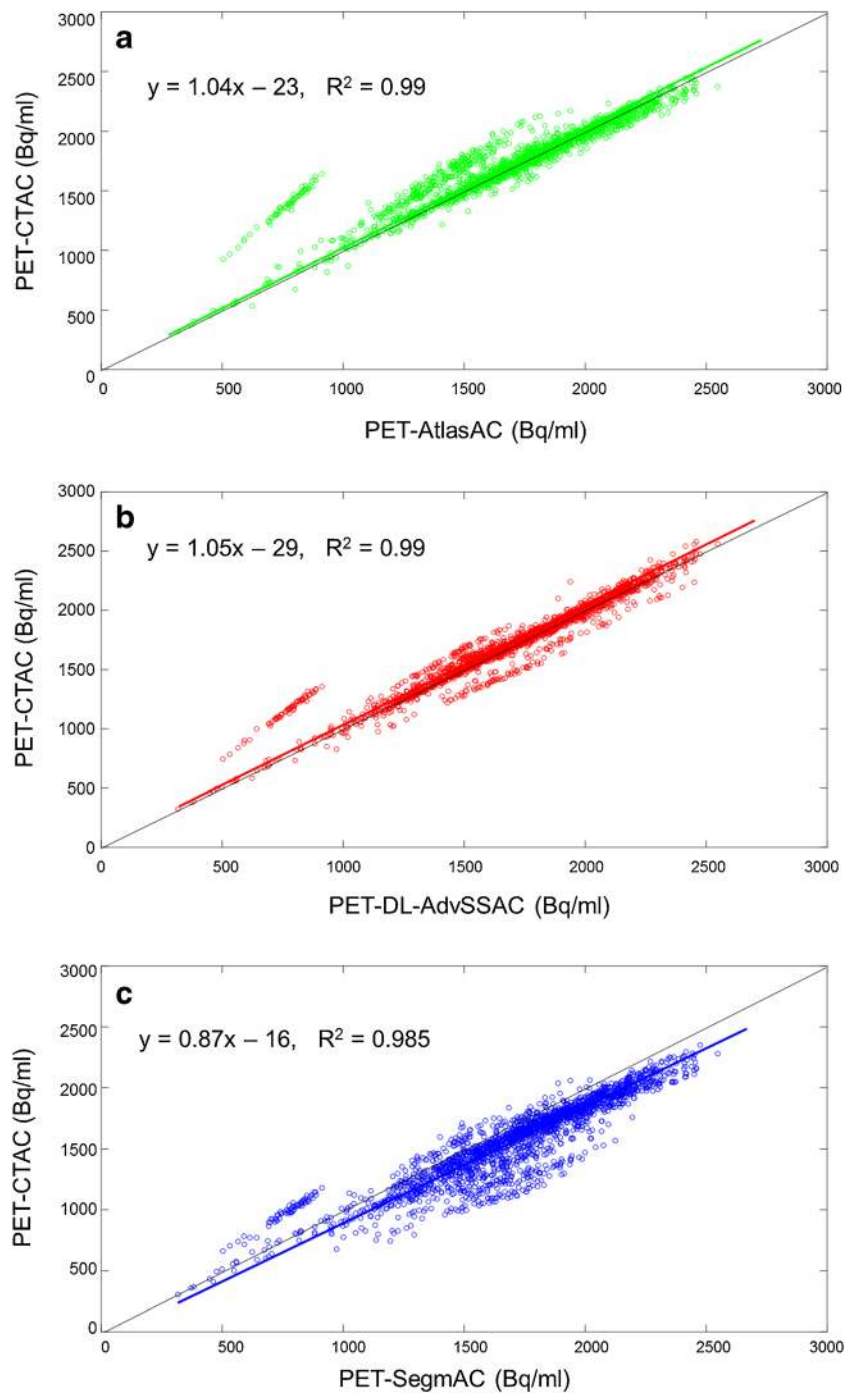 a
y = 1.04x – 23, R² = 0.99
3000
2500
2000
1500
1000
500
0
PET-CTAC (Bq/ml)
0 500 1000 1500 2000 2500 3000
PET-AtlasAC (Bq/ml)
b
y = 1.05x – 29, R² = 0.99
3000
2500
2000
1500
1000
500
0
PET-CTAC (Bq/ml)
0 500 1000 1500 2000 2500 3000
PET-DL-AdvSSAC (Bq/ml)
c
y = 0.87x – 16, R² = 0.985
3000
2500
2000
1500
1000
500
0
PET-CTAC (Bq/ml)
0 500 1000 1500 2000 2500 3000
PET-SegmAC (Bq/ml)